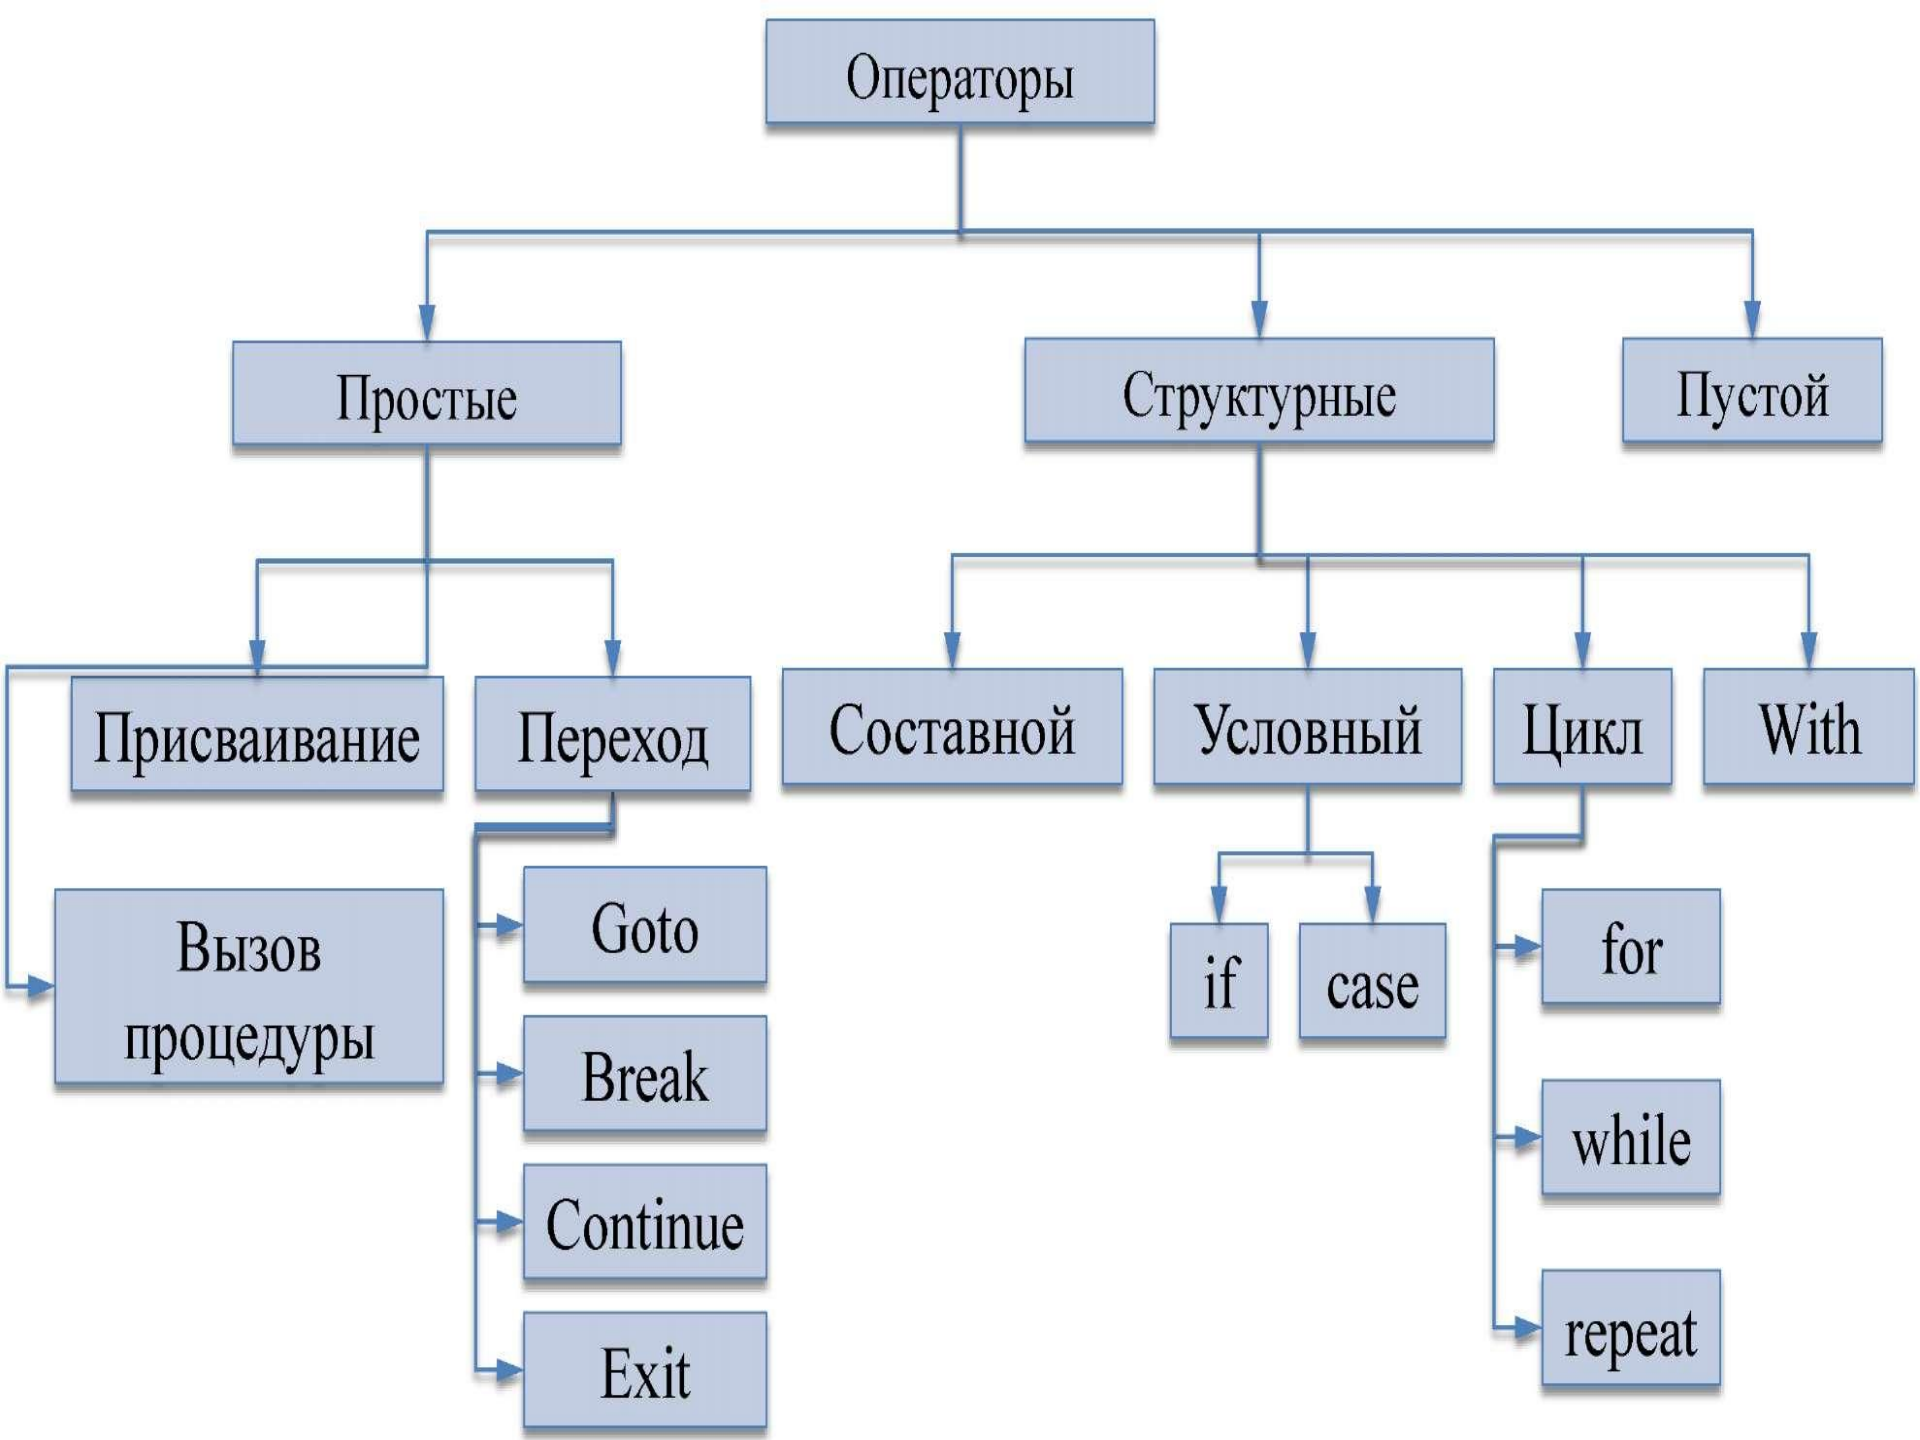 Операторы
Простые
Структурные
Пустой
Присваивание
Переход
Составной
Условный
Цикл
With
Вызов
процедуры
Goto
Break
Continue
Exit
if
case
for
while
repeat